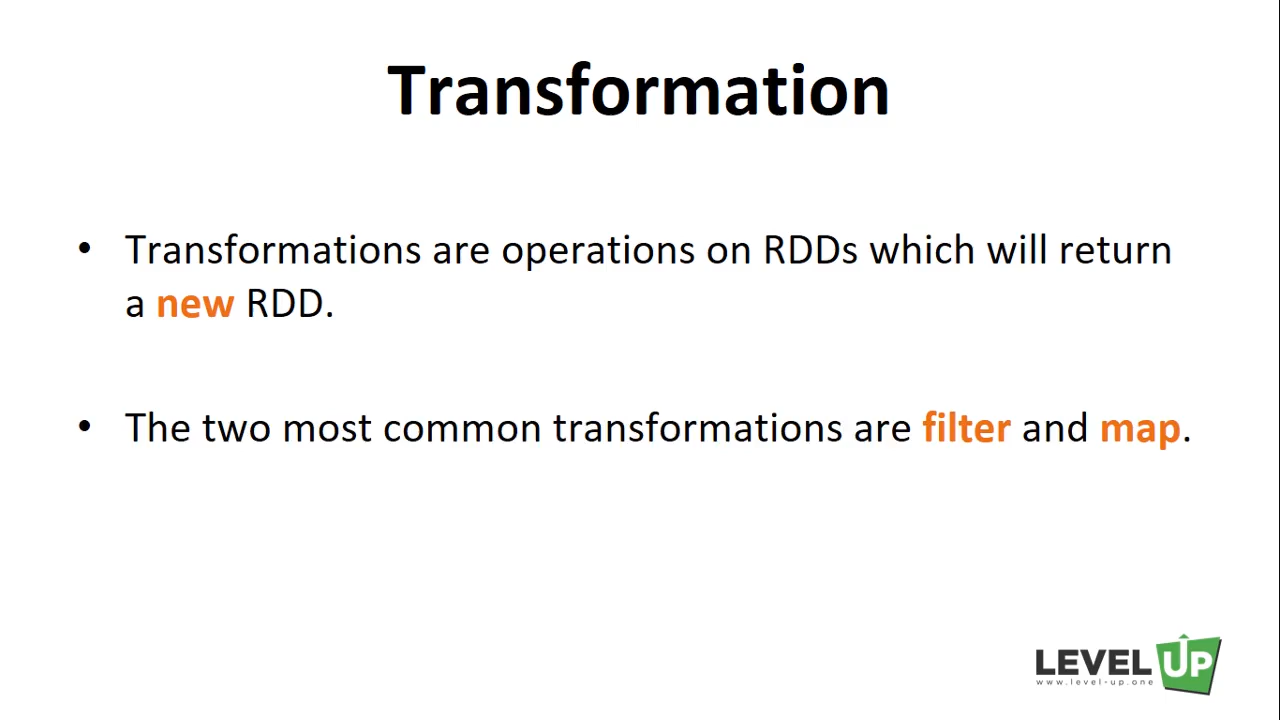 Transformation
• Transformations are operations on RDDs which will return
a new RDD.
• The two most common transformations are filter and map.
LEVEL UP
www.level-up.one